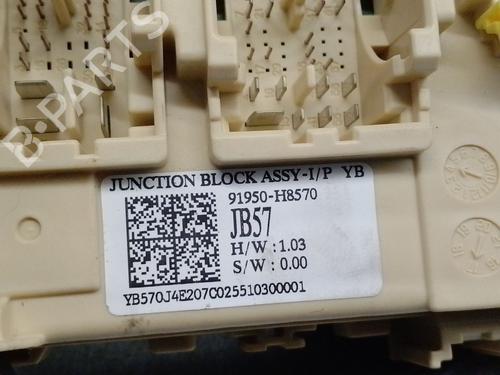 B-PARTS
JUNCTION BLOCK ASSY-I/P YB
91950-H8570
JB57
H/W : 1.03
S/W : 0.00
YB570J4E207C025510300001